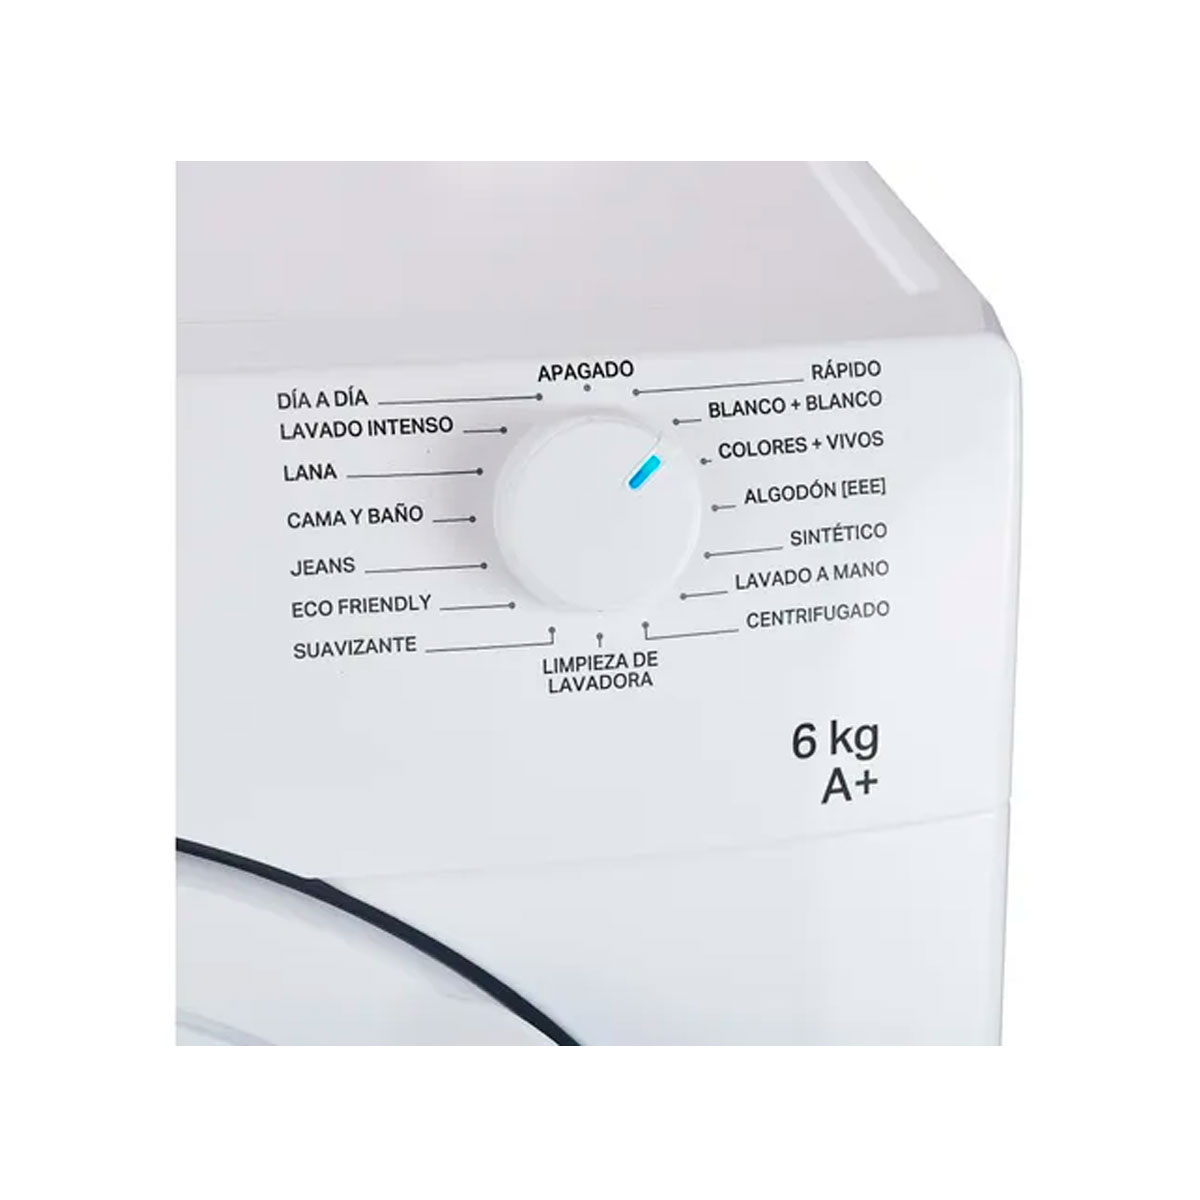 APAGADO
RÁPIDO
BLANCO + BLANCO
COLORES + VIVOS
ALGODÓN [EEE]
SINTÉTICO
LAVADO A MANO
CENTRIFUGADO
LIMPIEZA DE
LAVADORA
DÍA A DÍA
LAVADO INTENSO
LANA
CAMA Y BAÑO
JEANS
ECO FRIENDLY
SUAVIZANTE
6 kg
A+